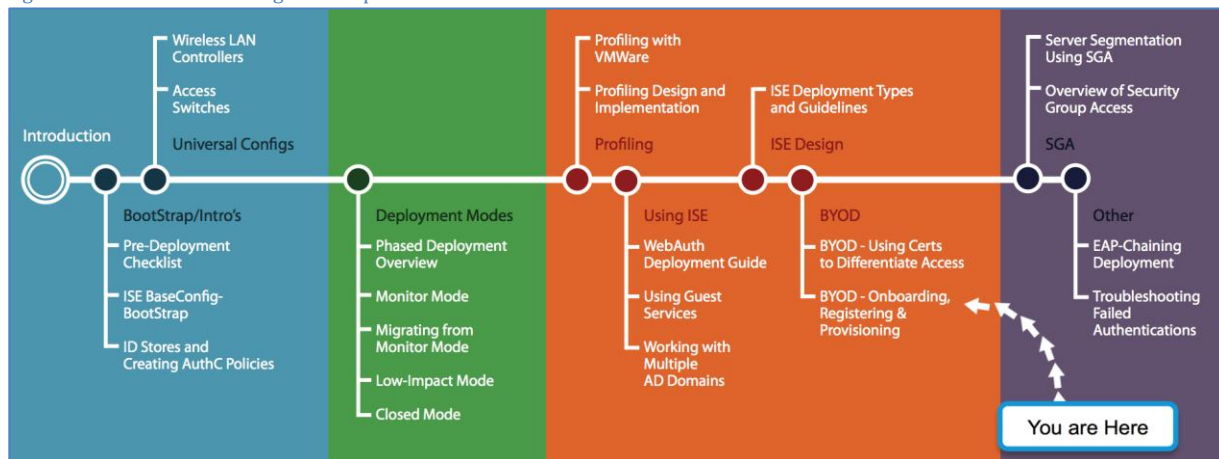 Wireless LAN
Controllers
Access
Switches
Introduction
Universal Configs
BootStrap/Intro's
Pre-Deployment
Checklist
ISE BaseConfig-
BootStrap
ID Stores and
Creating AuthC Policies
Deployment Modes
Phased Deployment
Overview
Monitor Mode
Migrating from
Monitor Mode
Low-Impact Mode
Closed Mode
Profiling with
VMWare
Profiling Design and
Implementation
Profiling
Using ISE
WebAuth
Deployment Guide
Using Guest
Services
Working with
Multiple
AD Domains
ISE Deployment Types
and Guidelines
ISE Design
BYOD
BYOD - Using Certs
to Differentiate Access
BYOD - Onboarding,
Registering &
Provisioning
Server Segmentation
Using SGA
Overview of Security
Group Access
SGA
Other
EAP-Chaining
Deployment
Troubleshooting
Failed
Authentications
You are Here